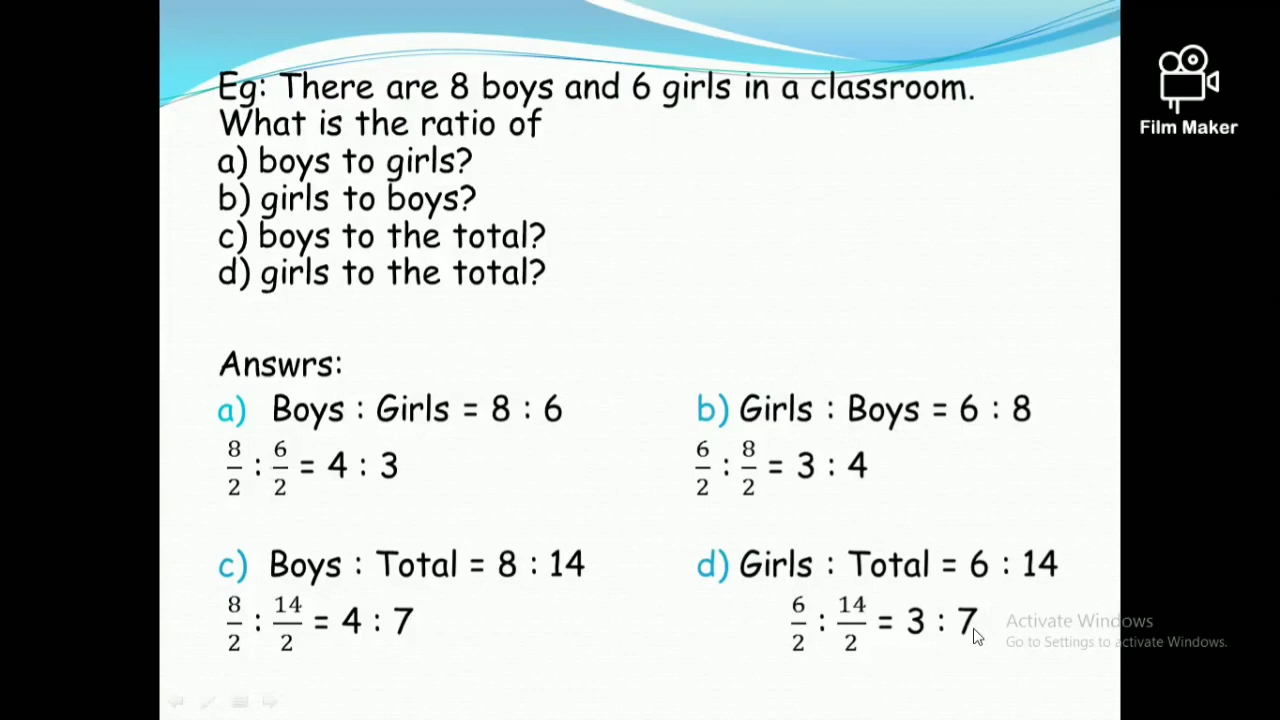 Eg: There are 8 boys and 6 girls in a classroom.
What is the ratio of
a) boys to girls?
b) girls to boys?
c) boys to the total?
d) girls to the total?
Answrs:
a) Boys : Girls = 8 : 6
8/2 : 6/2 = 4 : 3
b) Girls : Boys = 6 : 8
6/2 : 8/2 = 3 : 4
c) Boys : Total = 8 : 14
8/2 : 14/2 = 4 : 7
d) Girls : Total = 6 : 14
6/2 : 14/2 = 3 : 7
Film Maker
Activate Windows
Go to Settings to activate Windows.